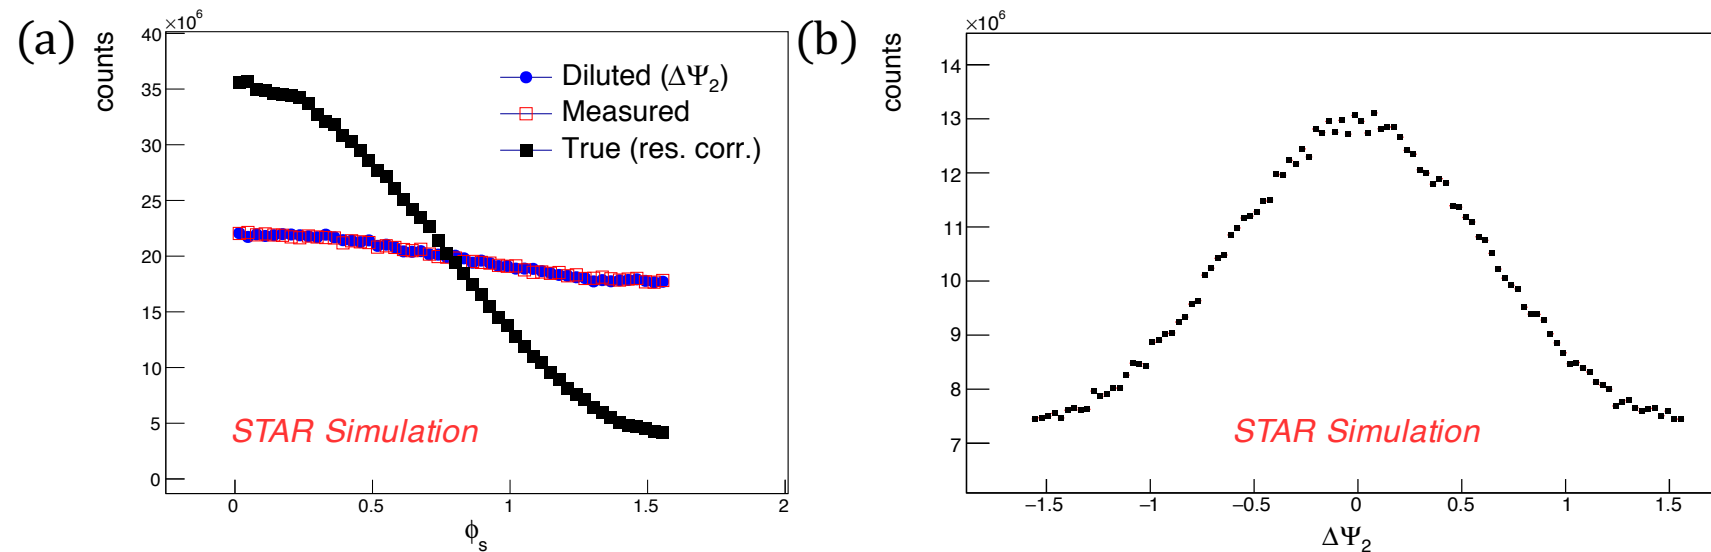 (a)
×10⁶
counts
40
35
30
25
20
15
10
5
0
Diluted (ΔΨ₂)
Measured
True (res. corr.)
STAR Simulation
0 0.5 1 1.5 2
ϕₛ
(b)
×10⁶
counts
14
13
12
11
10
9
8
7
STAR Simulation
−1.5 −1 −0.5 0 0.5 1 1.5
ΔΨ₂